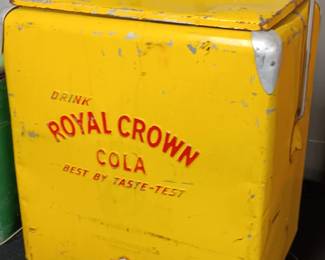 DRINK
ROYAL CROWN
COLA
BEST BY TASTE-TEST